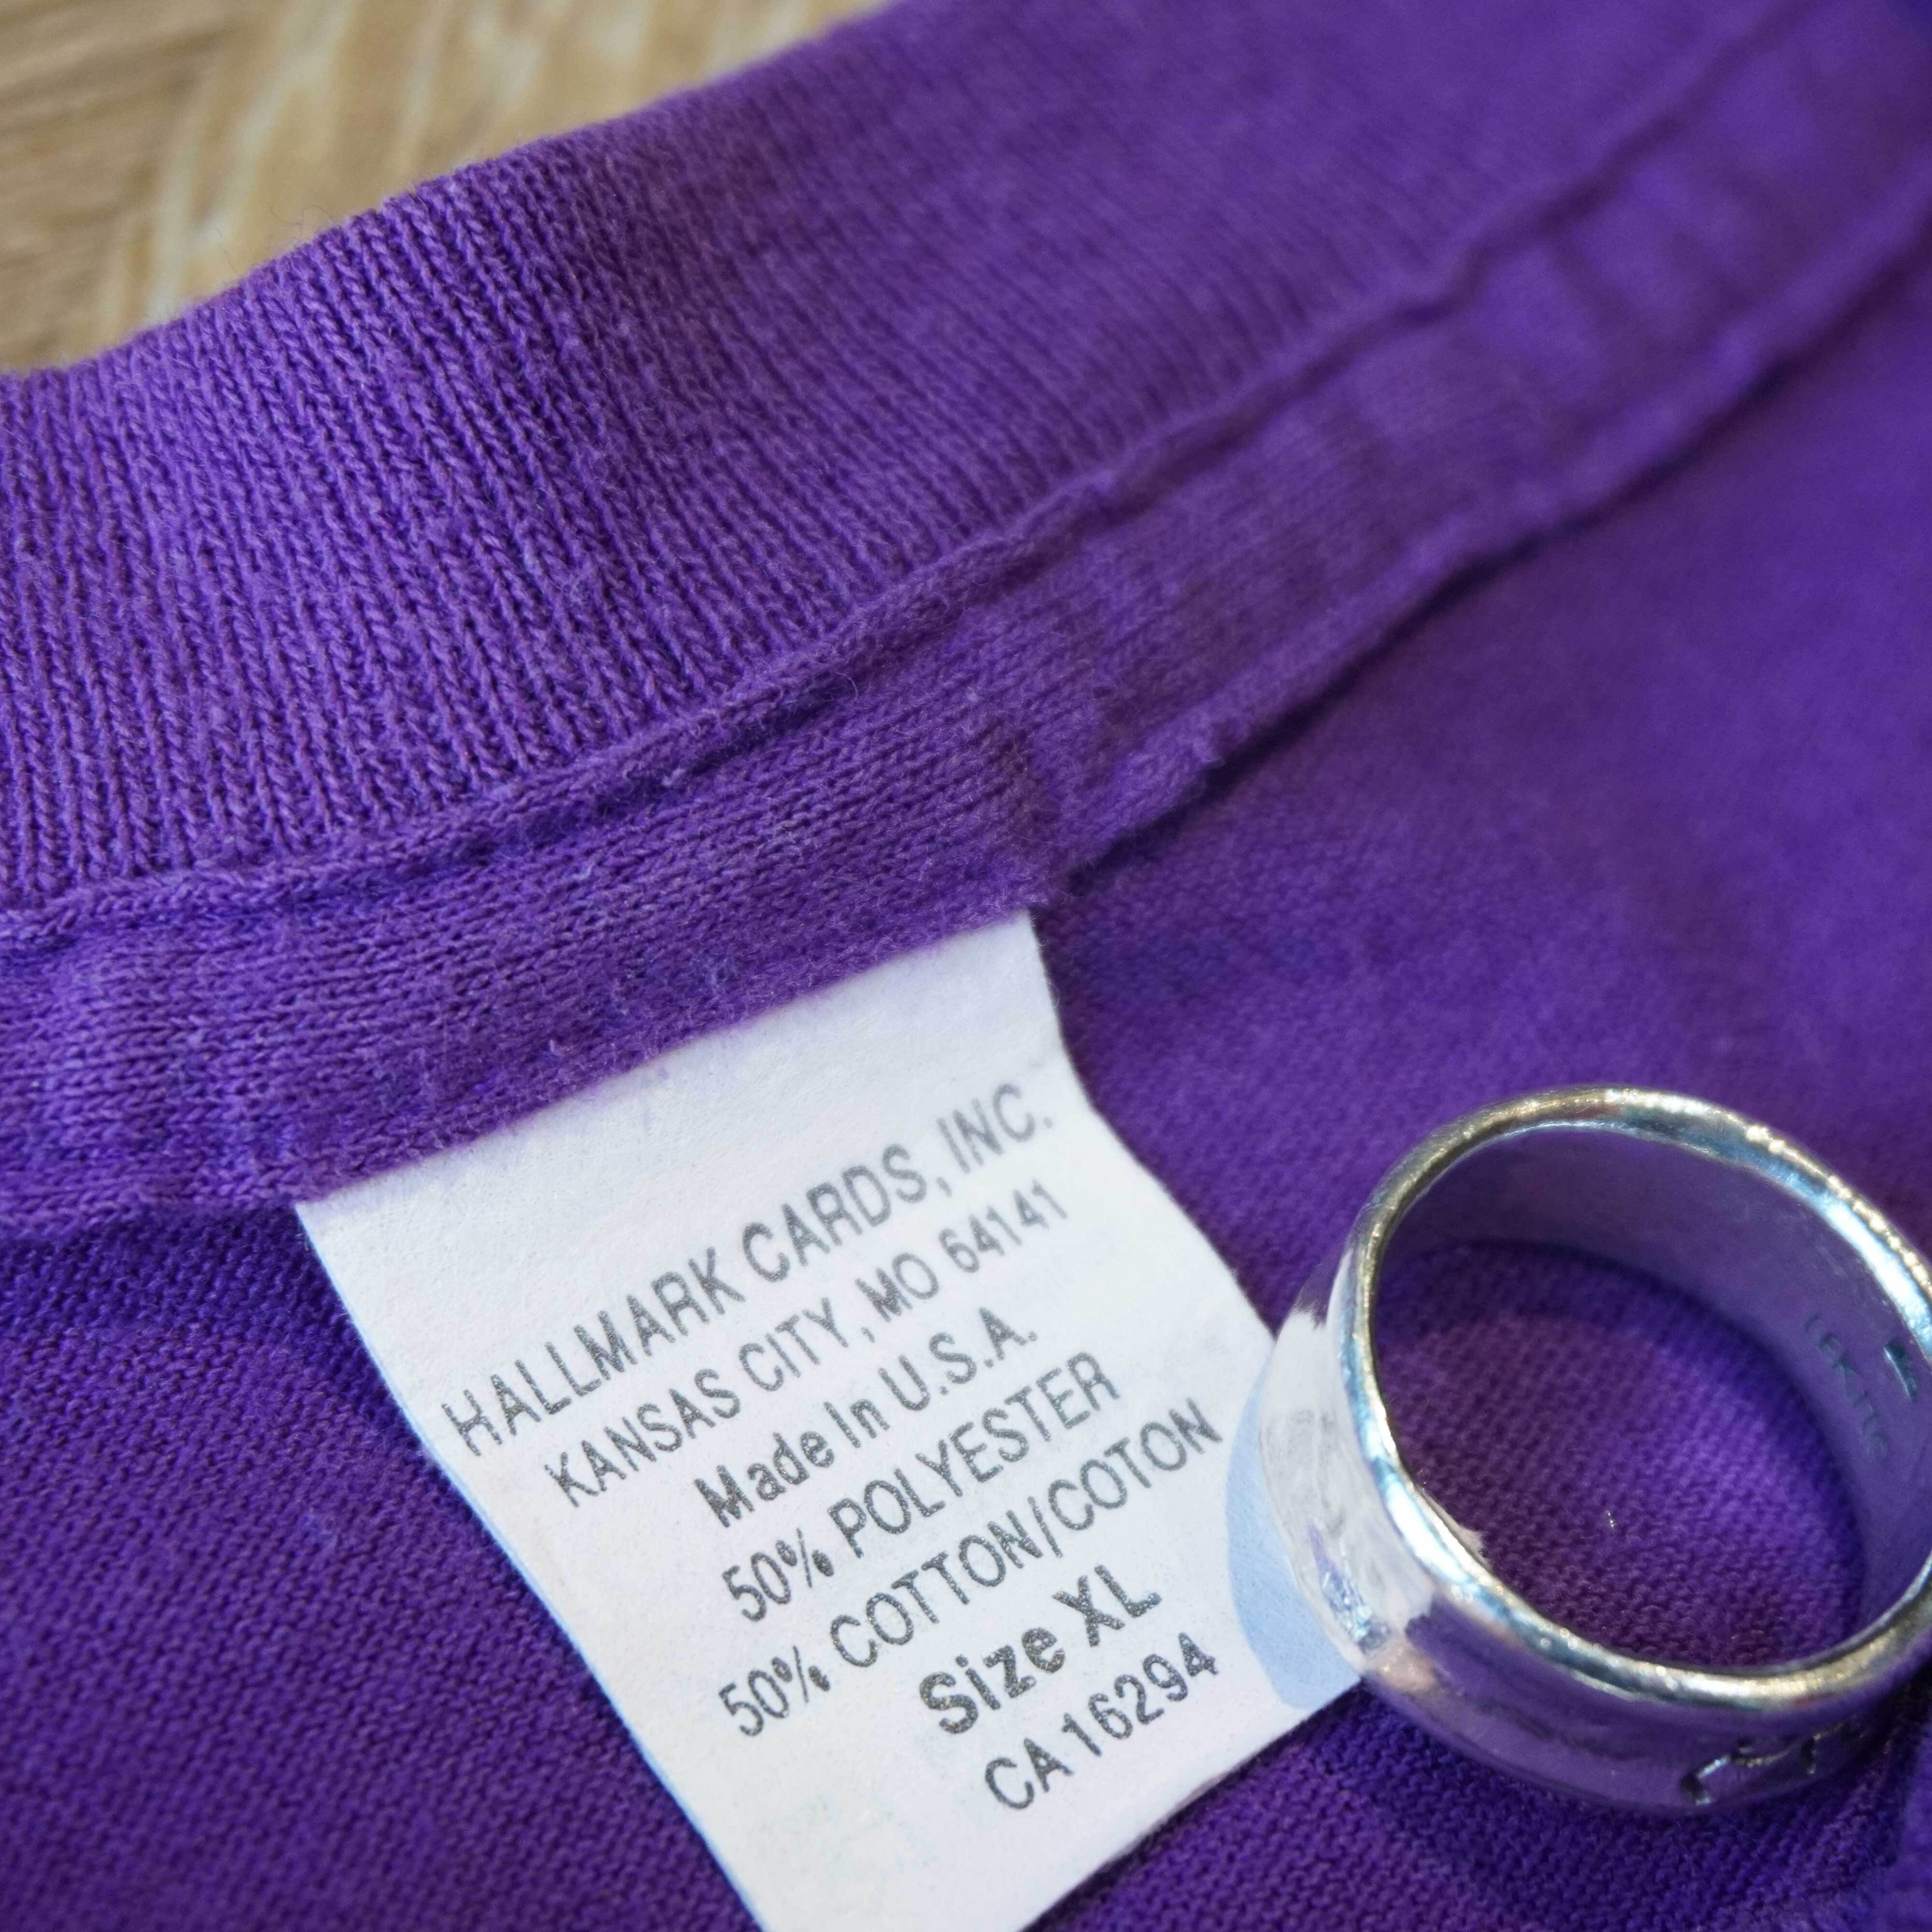 HALLMARK CARDS, INC.
KANSAS CITY, MO 64141
Made In U.S.A.
50% POLYESTER
50% COTTON/COTON
Size XL
CA 16294